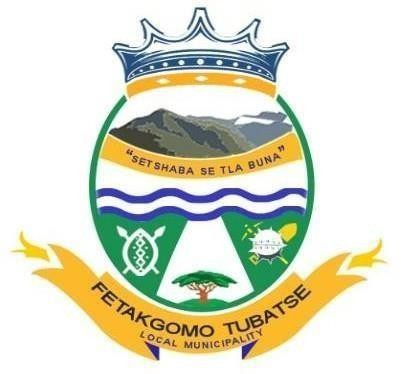 "SETSHABA SE TLA BUNA"
FETAKGOMO TUBATSE
LOCAL MUNICIPALITY